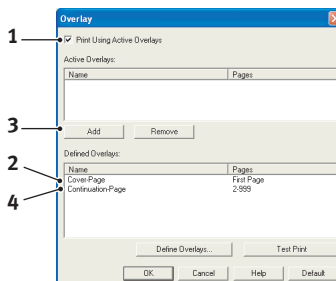 Overlay
1
Print Using Active Overlays
Active Overlays:
Name Pages
3
Add Remove
Defined Overlays:
Name Pages
2
Cover-Page First Page
4
Continuation-Page 2-999
Define Overlays... Test Print
OK Cancel Help Default